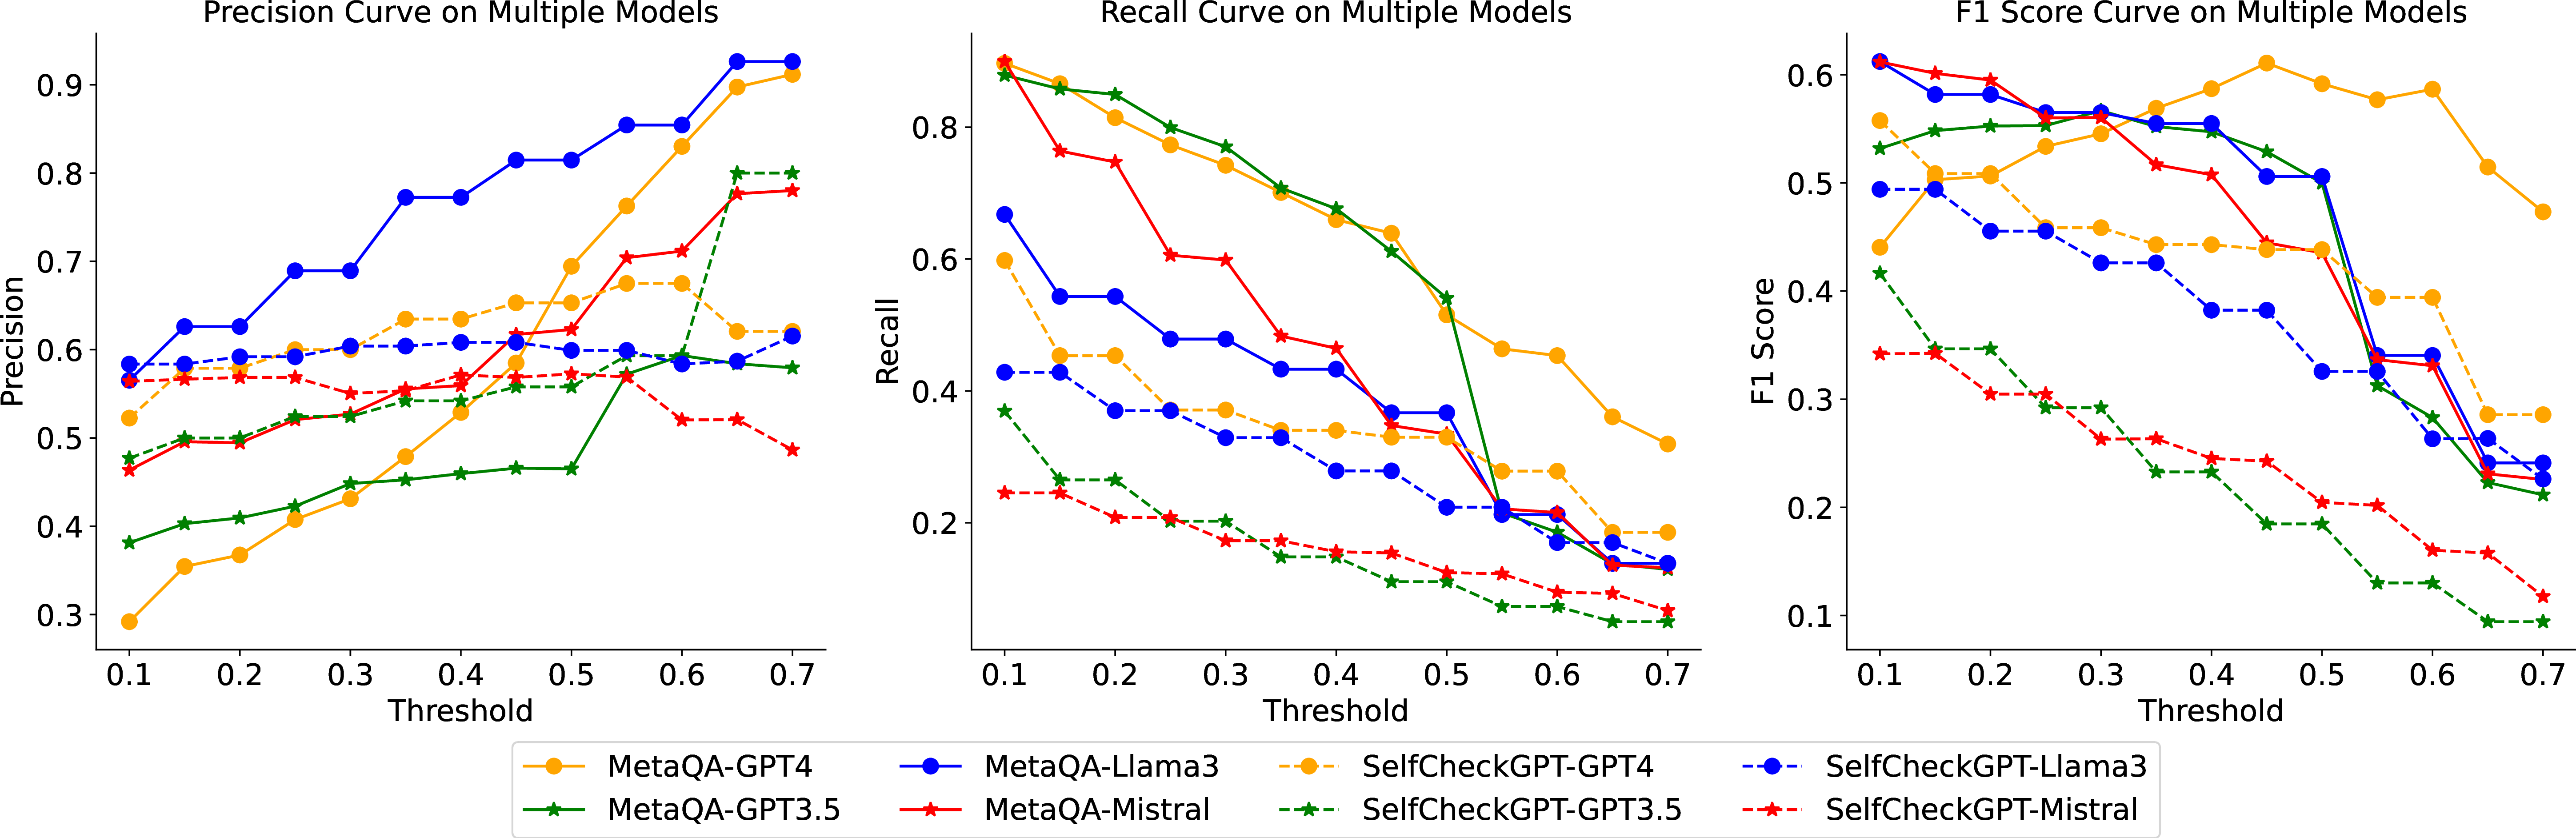 Precision Curve on Multiple Models
Precision
0.9
0.8
0.7
0.6
0.5
0.4
0.3
0.1 0.2 0.3 0.4 0.5 0.6 0.7
Threshold
Recall Curve on Multiple Models
Recall
0.8
0.6
0.4
0.2
0.1 0.2 0.3 0.4 0.5 0.6 0.7
Threshold
F1 Score Curve on Multiple Models
F1 Score
0.6
0.5
0.4
0.3
0.2
0.1
0.1 0.2 0.3 0.4 0.5 0.6 0.7
Threshold
MetaQA-GPT4 MetaQA-Llama3 SelfCheckGPT-GPT4 SelfCheckGPT-Llama3
MetaQA-GPT3.5 MetaQA-Mistral SelfCheckGPT-GPT3.5 SelfCheckGPT-Mistral